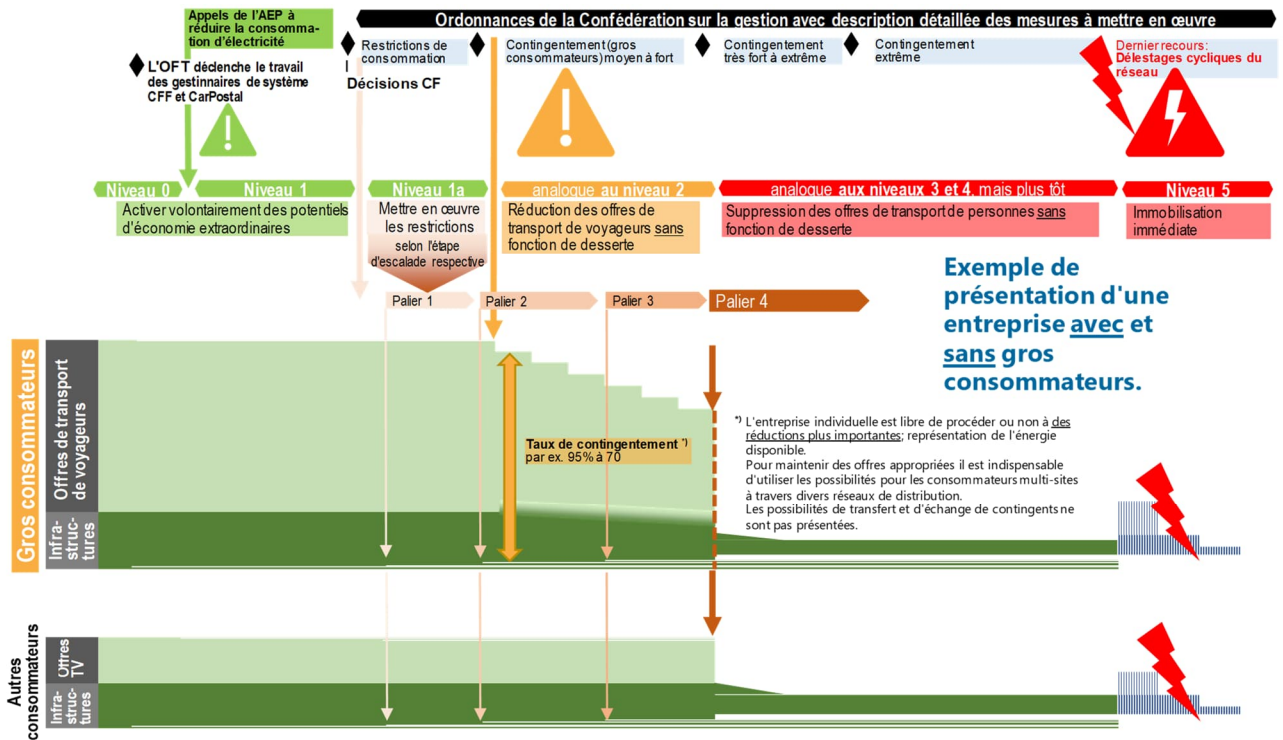 Appels de l'AEP à
réduire la consomma-
tion d'électricité
Ordonnances de la Confédération sur la gestion avec description détaillée des mesures à mettre en œuvre
L'OFT déclenche le travail
des gestinnaires de système
CFF et CarPostal
Restrictions de
consommation
Décisions CF
Contingentement (gros
consommateurs) moyen à fort
Contingentement
très fort à extrême
Contingentement
extrême
Dernier recours:
Délestages cycliques du
réseau
Niveau 0
Niveau 1
Niveau 1a
analogue au niveau 2
analogue aux niveaux 3 et 4, mais plus tôt
Niveau 5
Activer volontairement des potentiels
d'économie extraordinaires
Mettre en œuvre
les restrictions
selon l'étape
d'escalade respective
Réduction des offres de
transport de voyageurs sans
fonction de desserte
Suppression des offres de transport de personnes sans
fonction de desserte
Immobilisation
immédiate
Palier 1
Palier 2
Palier 3
Palier 4
Exemple de
présentation d'une
entreprise avec et
sans gros
consommateurs.
Gros consommateurs
Offres de transport
de voyageurs
Infra-
struc-
tures
Taux de contingentement *)
par ex. 95% à 70
*) L'entreprise individuelle est libre de procéder ou non à des
réductions plus importantes; représentation de l'énergie
disponible.
Pour maintenir des offres appropriées il est indispensable
d'utiliser les possibilités pour les consommateurs multi-sites
à travers divers réseaux de distribution.
Les possibilités de transfert et d'échange de contingents ne
sont pas présentées.
Autres
consommateurs
Offres
TV
Infra-
struc-
tures